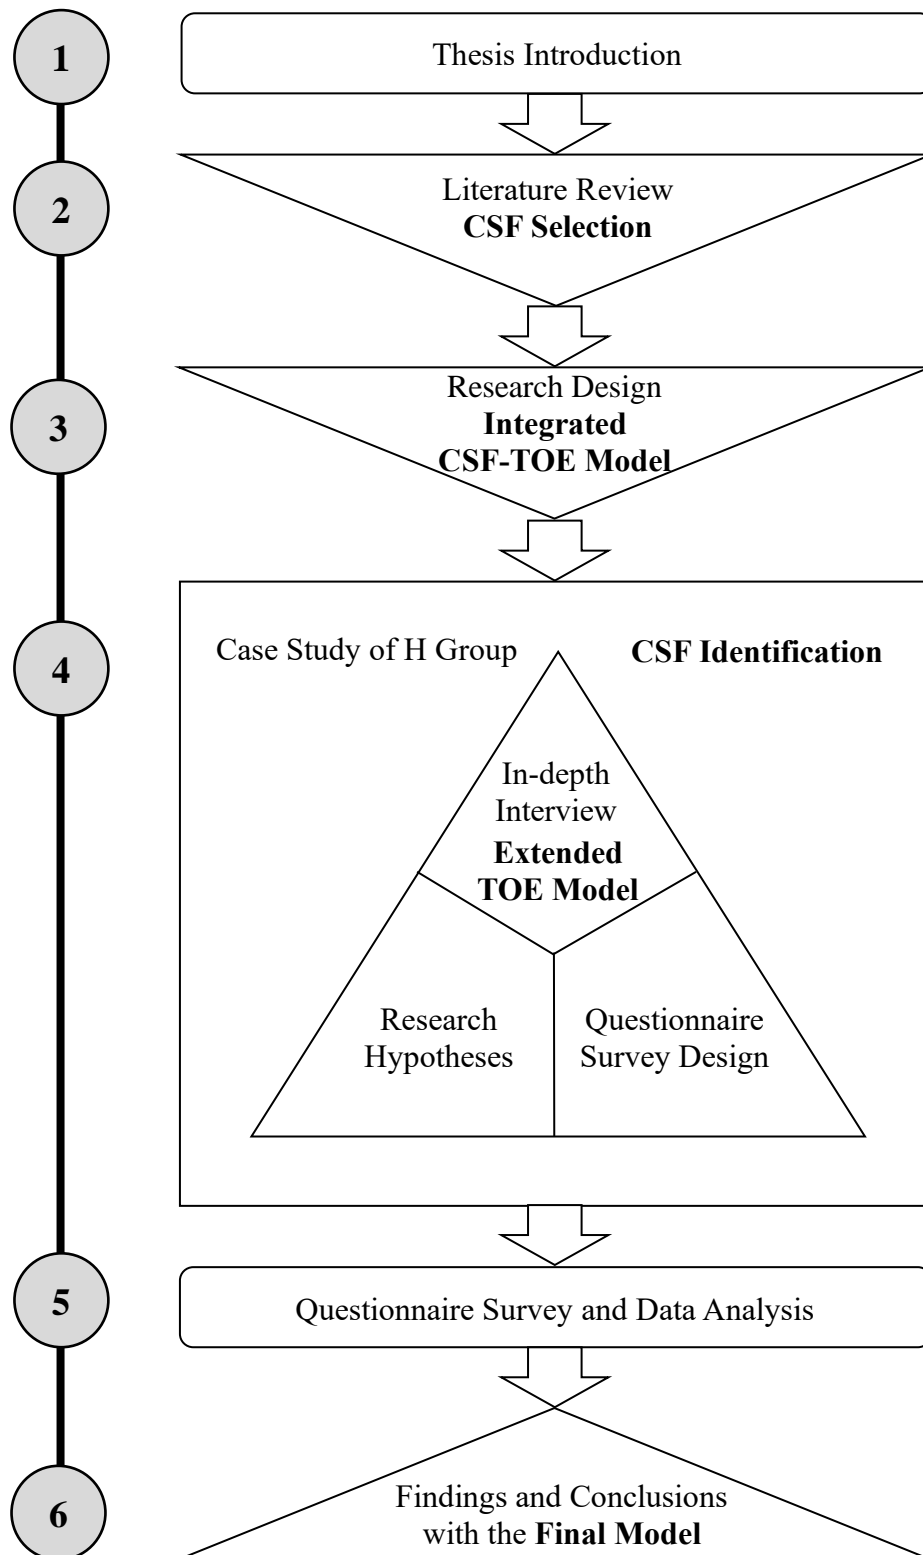 1
Thesis Introduction
2
Literature Review
CSF Selection
3
Research Design
Integrated
CSF-TOE Model
4
Case Study of H Group
CSF Identification
In-depth
Interview
Extended
TOE Model
Research
Hypotheses
Questionnaire
Survey Design
5
Questionnaire Survey and Data Analysis
6
Findings and Conclusions
with the Final Model